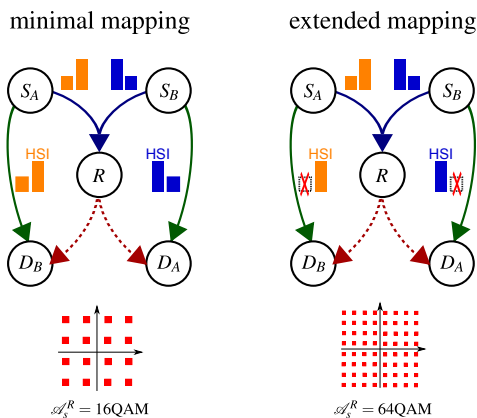 minimal mapping
extended mapping
S_A
S_B
S_A
S_B
HSI
HSI
HSI
HSI
R
R
D_B
D_A
D_B
D_A
𝒜_s^R = 16QAM
𝒜_s^R = 64QAM